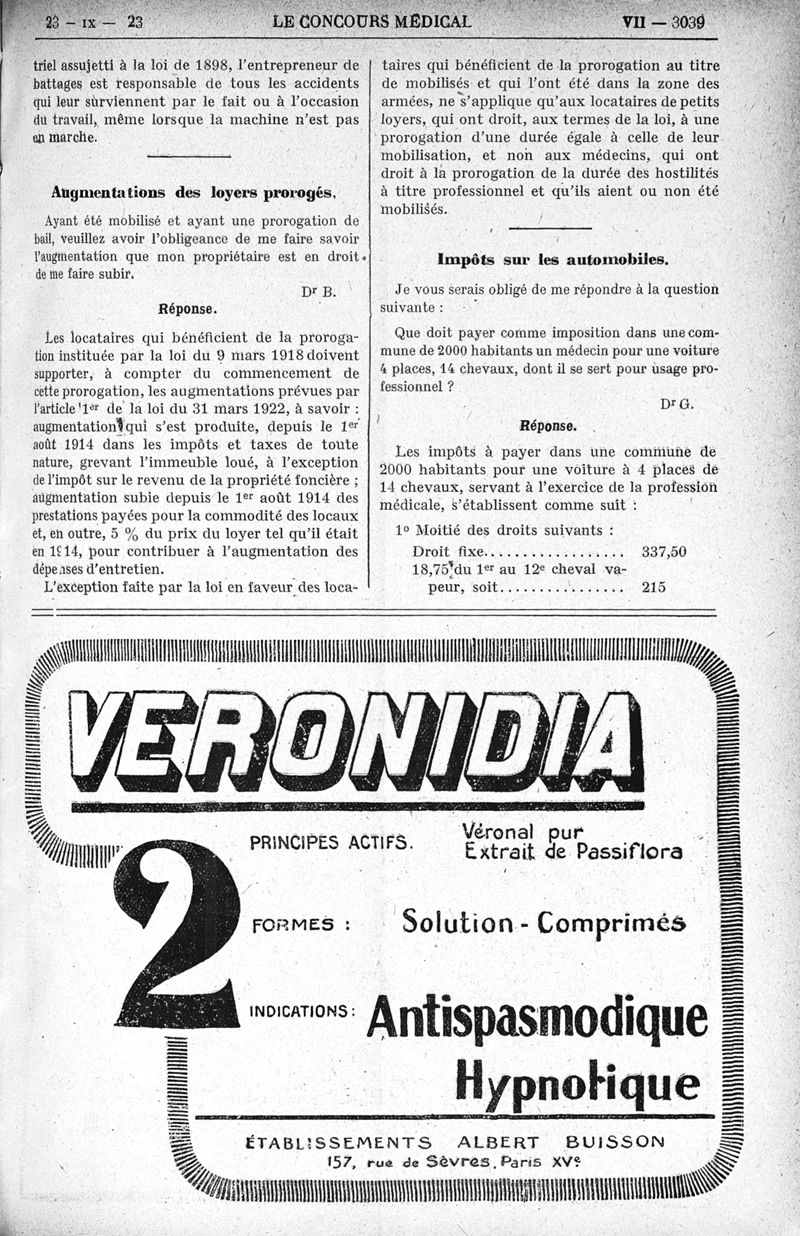 23 — IX — 23
LE CONCOURS MÉDICAL
VII — 3039
triel assujetti à la loi de 1898, l'entrepreneur de
battages est responsable de tous les accidents
qui leur surviennent par le fait ou à l'occasion
du travail, même lorsque la machine n'est pas
en marche.
Augmentations des loyers prorogés.
Ayant été mobilisé et ayant une prorogation de
bail, veuillez avoir l'obligeance de me faire savoir
l'augmentation que mon propriétaire est en droit
de me faire subir.
Dr B.
Réponse.
Les locataires qui bénéficient de la proroga-
tion instituée par la loi du 9 mars 1918 doivent
supporter, à compter du commencement de
cette prorogation, les augmentations prévues par
l'article 1er de la loi du 31 mars 1922, à savoir :
augmentation qui s'est produite, depuis le 1er
août 1914 dans les impôts et taxes de toute
nature, grevant l'immeuble loué, à l'exception
de l'impôt sur le revenu de la propriété foncière ;
augmentation subie depuis le 1er août 1914 des
prestations payées pour la commodité des locaux
et, en outre, 5 % du prix du loyer tel qu'il était
en 1914, pour contribuer à l'augmentation des
dépenses d'entretien.
L'exception faite par la loi en faveur des loca-
taires qui bénéficient de la prorogation au titre
de mobilisés et qui l'ont été dans la zone des
armées, ne s'applique qu'aux locataires de petits
loyers, qui ont droit, aux termes de la loi, à une
prorogation d'une durée égale à celle de leur
mobilisation, et non aux médecins, qui ont
droit à la prorogation de la durée des hostilités
à titre professionnel et qu'ils aient ou non été
mobilisés.
Impôts sur les automobiles.
Je vous serais obligé de me répondre à la question
suivante :
Que doit payer comme imposition dans une com-
mune de 2000 habitants un médecin pour une voiture
4 places, 14 chevaux, dont il se sert pour usage pro-
fessionnel ?
Dr G.
Réponse.
Les impôts à payer dans une commune de
2000 habitants pour une voiture à 4 places de
14 chevaux, servant à l'exercice de la profession
médicale, s'établissent comme suit :
1o Moitié des droits suivants :
Droit fixe.................. 337,50
18,75 du 1er au 12e cheval va-
peur, soit................ 215
VERONIDIA
2
PRINCIPES ACTIFS.
Véronal pur
Extrait de Passiflora
FORMES :
Solution - Comprimés
INDICATIONS :
Antispasmodique
Hypnotique
ÉTABLISSEMENTS ALBERT BUISSON
157, rue de Sèvres, Paris XVe